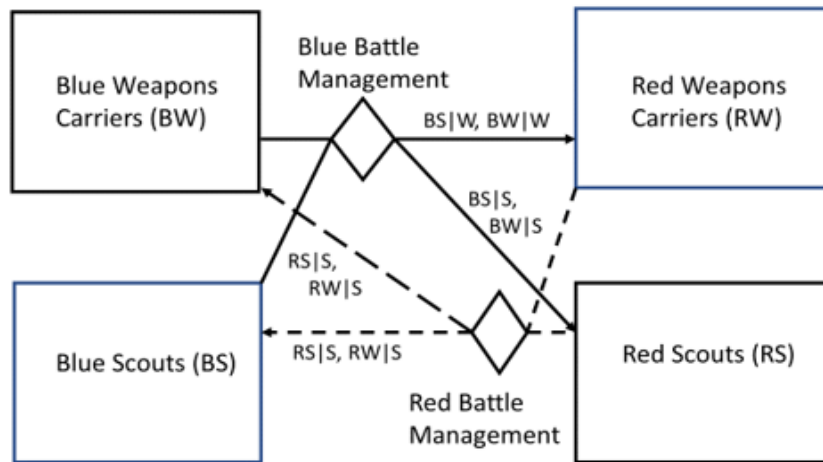 Blue Battle
Management
Blue Weapons
Carriers (BW)
Red Weapons
Carriers (RW)
BS|W, BW|W
BS|S,
BW|S
RS|S,
RW|S
Blue Scouts (BS)
RS|S, RW|S
Red Scouts (RS)
Red Battle
Management